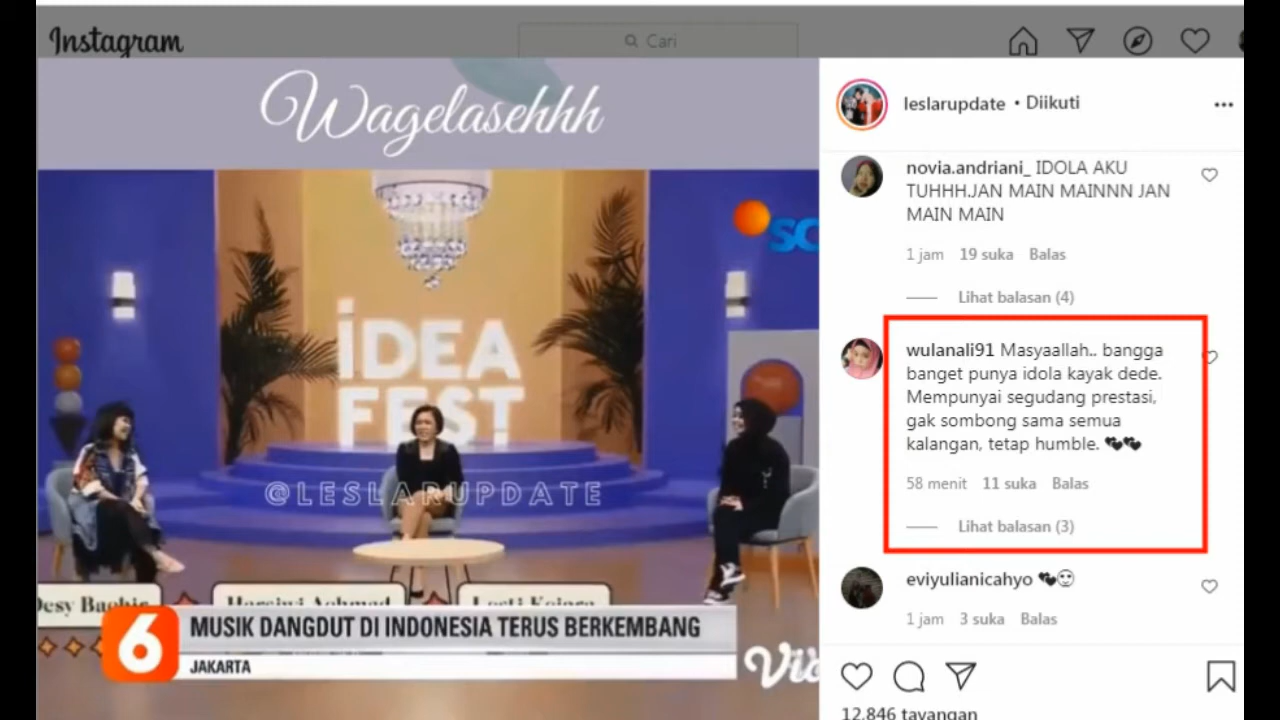 Instagram
Cari
Wagelasehhh
SC
iDEA
FEST
@LESLARUPDATE
Desy
6
MUSIK DANGDUT DI INDONESIA TERUS BERKEMBANG
JAKARTA
leslarupdate • Diikuti
novia.andriani_ IDOLA AKU
TUHHH.JAN MAIN MAINNN JAN
MAIN MAIN
1 jam 19 suka Balas
Lihat balasan (4)
wulanali91 Masyaallah.. bangga
banget punya idola kayak dede.
Mempunyai segudang prestasi,
gak sombong sama semua
kalangan, tetap humble. 🖤🖤
58 menit 11 suka Balas
Lihat balasan (3)
eviyulianicahyo 🖤😍
1 jam 3 suka Balas
12,846 tayangan